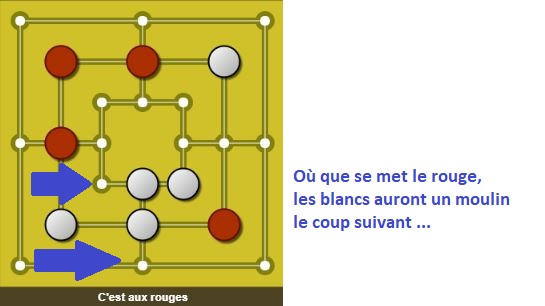 Où que se met le rouge,
les blancs auront un moulin
le coup suivant ...
C'est aux rouges